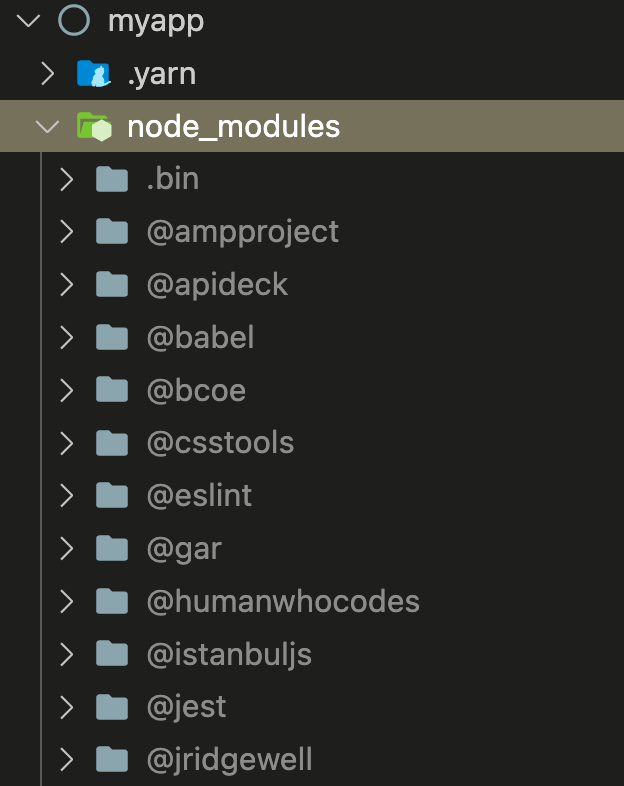 myapp
.yarn
node_modules
.bin
@ampproject
@apideck
@babel
@bcoe
@csstools
@eslint
@gar
@humanwhocodes
@istanbuljs
@jest
@jridgewell